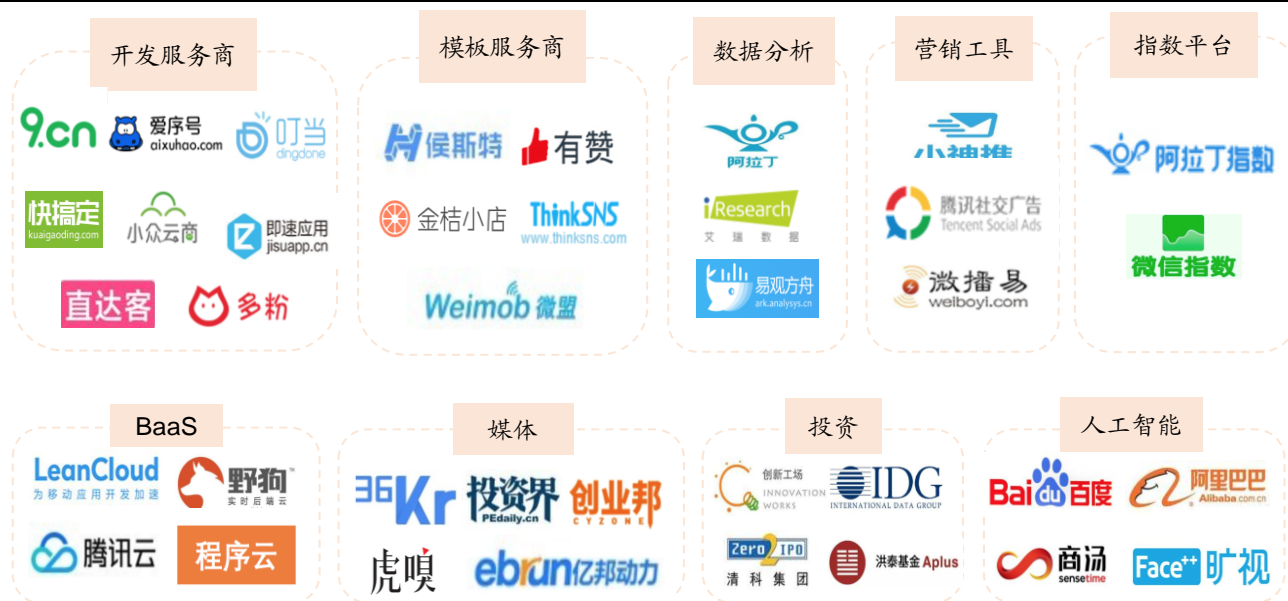 开发服务商
9.cn
爱序号
aixuhao.com
叮当
dingdone
快搞定
kuaigaoding.com
小众云商
即速应用
jisuapp.cn
直达客
多粉
模板服务商
侯斯特
有赞
金桔小店
ThinkSNS
www.thinksns.com
Weimob 微盟
数据分析
阿拉丁
iResearch
艾瑞数据
易观方舟
ark.analysys.cn
营销工具
小神推
腾讯社交广告
Tencent Social Ads
微播易
weiboyi.com
指数平台
阿拉丁指数
微信指数
BaaS
LeanCloud
为移动应用开发加速
野狗
实时后端云
腾讯云
程序云
媒体
36Kr
投资界
PEdaily.cn
创业邦
CYZONE
虎嗅
ebrun亿邦动力
投资
创新工场
INNOVATION
WORKS
IDG
INTERNATIONAL DATA GROUP
Zero2IPO
清科集团
洪泰基金 Aplus
人工智能
Bai du 百度
阿里巴巴
Alibaba.com.cn
商汤
sensetime
Face++ 旷视